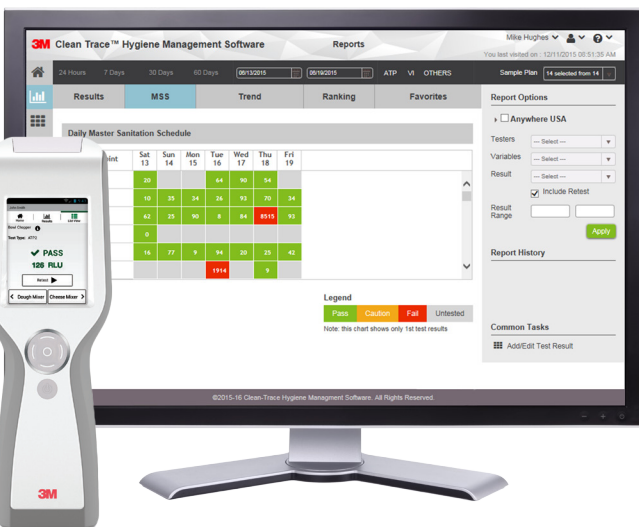 3M Clean Trace™ Hygiene Management Software Reports Mike Hughes
You last visited on : 12/11/2015 08:51:35 AM
24 Hours 7 Days 30 Days 60 Days 06/13/2015 06/19/2015 ATP VI OTHERS Sample Plan 14 selected from 14
Results MSS Trend Ranking Favorites
Daily Master Sanitation Schedule
Sat 13 Sun 14 Mon 15 Tue 16 Wed 17 Thu 18 Fri 19
20 64 90 54
10 35 34 26 93 70 34
62 25 90 8 84 8515 93
0
16 77 9 94 20 25 42
1914 9
Legend
Pass Caution Fail Untested
Note: this chart shows only 1st test results
Report Options
Anywhere USA
Testers --- Select ---
Variables --- Select ---
Result --- Select ---
Include Retest
Result Range
Apply
Report History
Common Tasks
Add/Edit Test Result
©2015-16 Clean-Trace Hygiene Managment Software. All Rights Reserved.
Results
Test Type: ATP2
PASS
126 RLU
Retest
Dough Mixer Cheese Mixer
3M